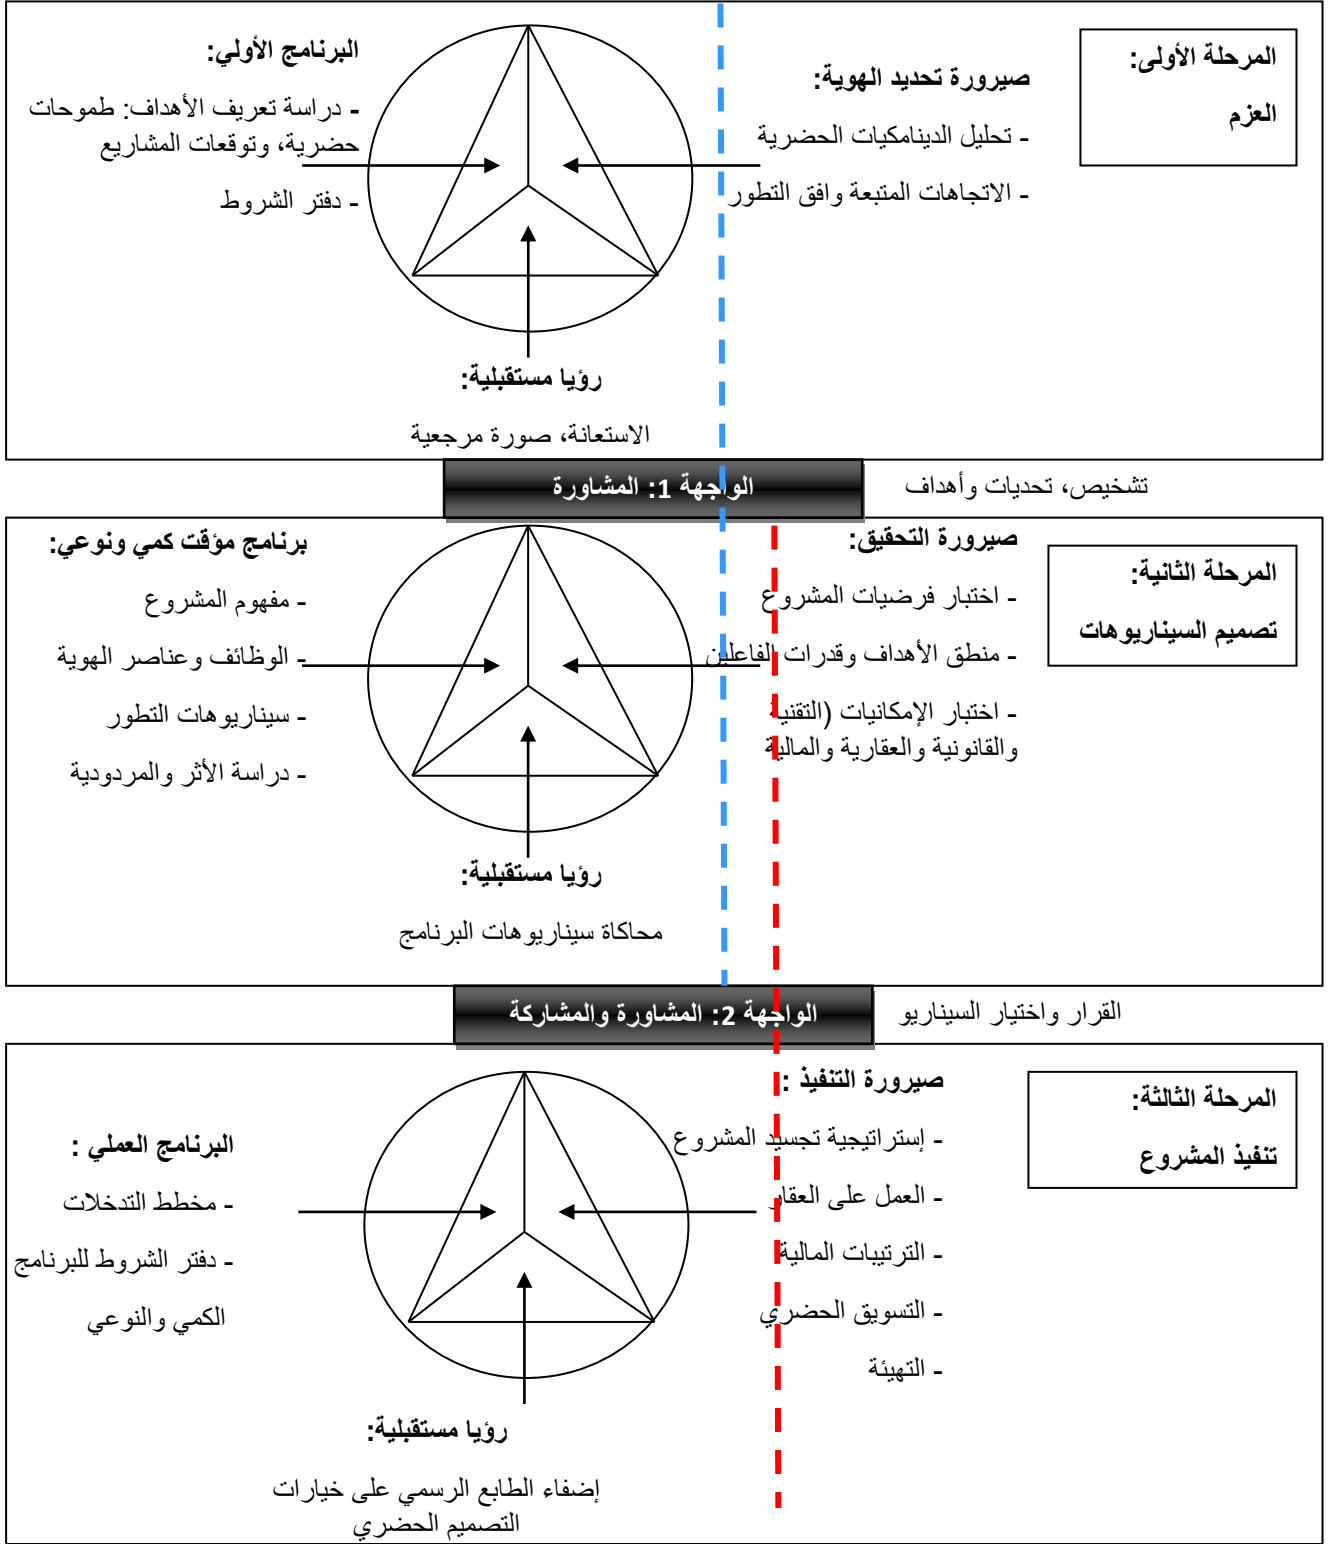 المرحلة الأولى:
العزم
صيرورة تحديد الهوية:
- تحليل الدينامكيات الحضرية
- الاتجاهات المتبعة وافق التطور
البرنامج الأولي:
- دراسة تعريف الأهداف: طموحات
حضرية، وتوقعات المشاريع
- دفتر الشروط
رؤيا مستقبلية:
الاستعانة، صورة مرجعية
تشخيص، تحديات وأهداف
الواجهة 1: المشاورة
المرحلة الثانية:
تصميم السيناريوهات
صيرورة التحقيق:
- اختبار فرضيات المشروع
- منطق الأهداف وقدرات الفاعلين
- اختبار الإمكانيات (التقنية
والقانونية والعقارية والمالية
برنامج مؤقت كمي ونوعي:
- مفهوم المشروع
- الوظائف وعناصر الهوية
- سيناريوهات التطور
- دراسة الأثر والمردودية
رؤيا مستقبلية:
محاكاة سيناريوهات البرنامج
القرار واختيار السيناريو
الواجهة 2: المشاورة والمشاركة
المرحلة الثالثة:
تنفيذ المشروع
صيرورة التنفيذ :
- إستراتيجية تجسيد المشروع
- العمل على العقار
- الترتيبات المالية
- التسويق الحضري
- التهيئة
البرنامج العملي :
- مخطط التدخلات
- دفتر الشروط للبرنامج
الكمي والنوعي
رؤيا مستقبلية:
إضفاء الطابع الرسمي على خيارات
التصميم الحضري